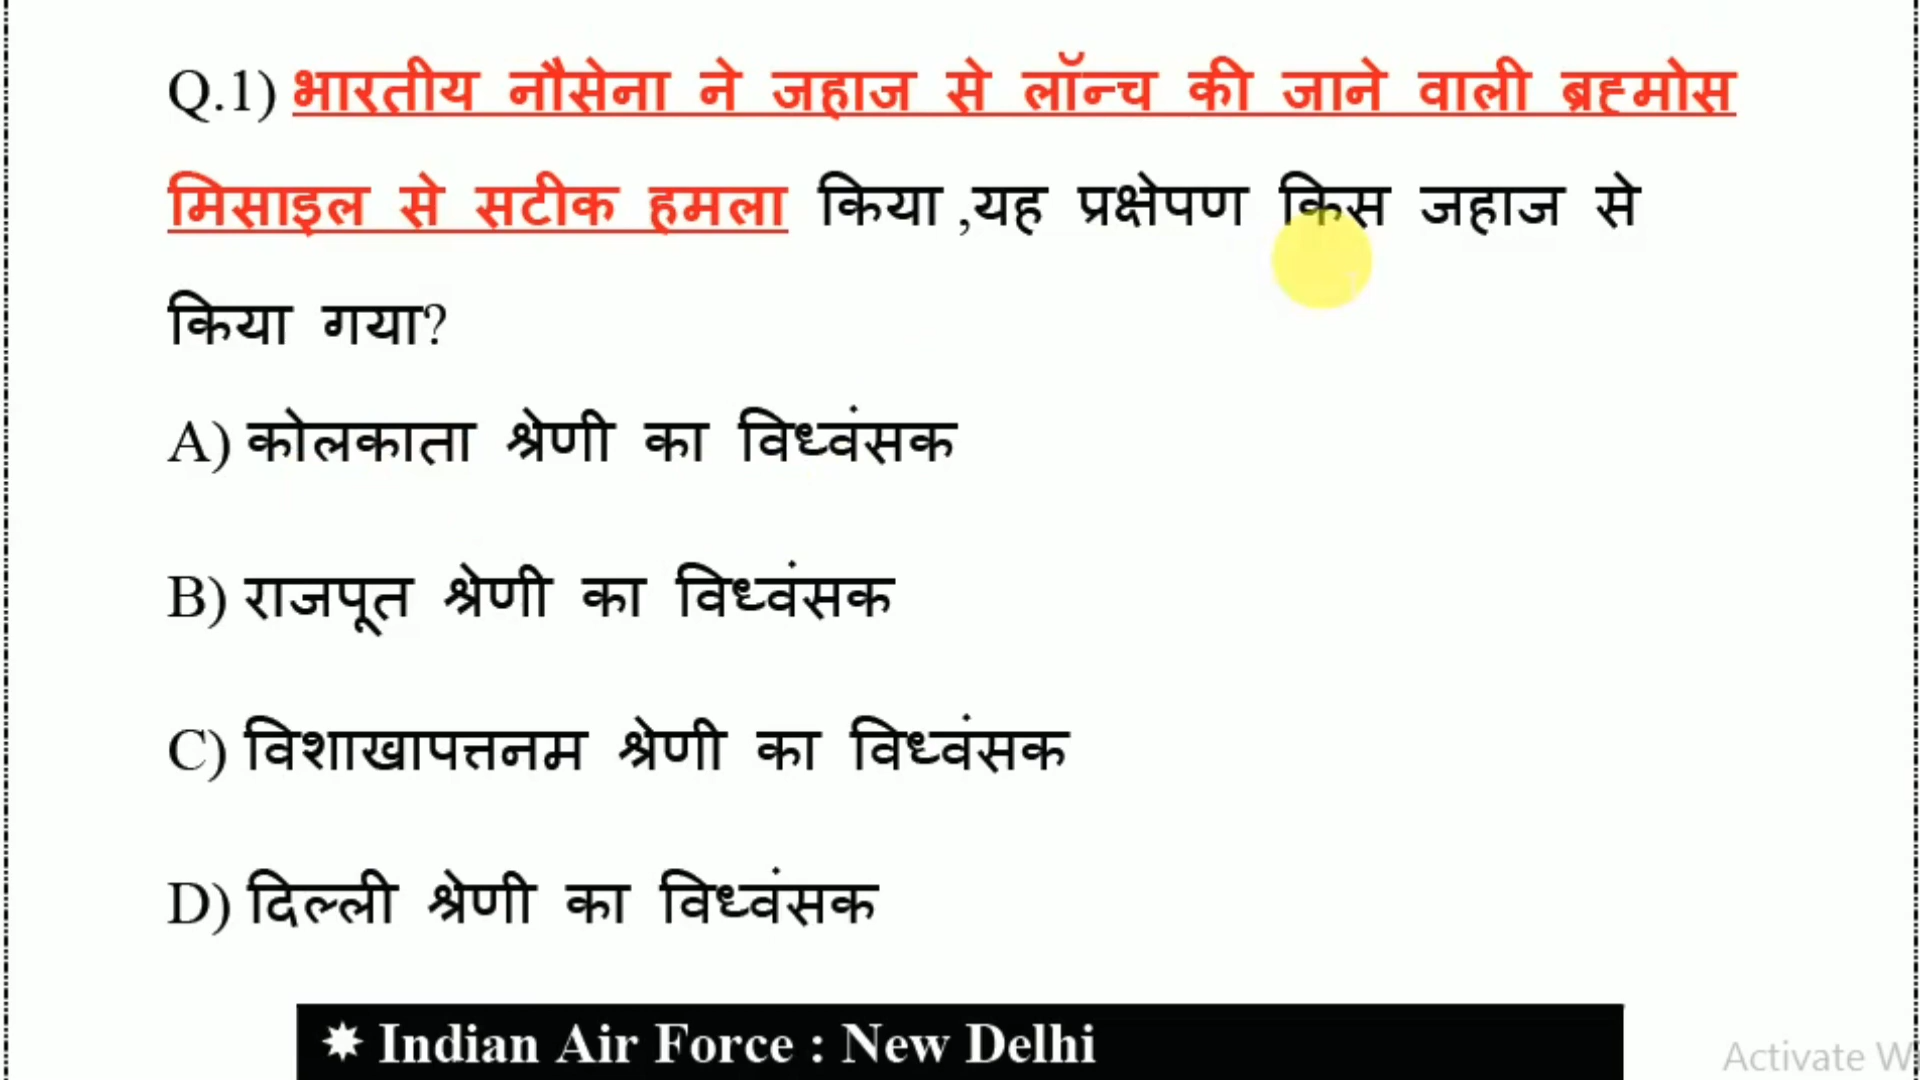 Q.1) भारतीय नौसेना ने जहाज से लॉन्च की जाने वाली ब्रह्मोस
मिसाइल से सटीक हमला किया ,यह प्रक्षेपण किस जहाज से
किया गया?
A) कोलकाता श्रेणी का विध्वंसक
B) राजपूत श्रेणी का विध्वंसक
C) विशाखापत्तनम श्रेणी का विध्वंसक
D) दिल्ली श्रेणी का विध्वंसक
✸ Indian Air Force : New Delhi
Activate W